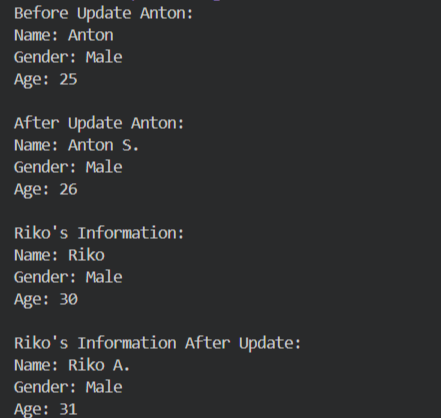 Before Update Anton:
Name: Anton
Gender: Male
Age: 25
After Update Anton:
Name: Anton S.
Gender: Male
Age: 26
Riko's Information:
Name: Riko
Gender: Male
Age: 30
Riko's Information After Update:
Name: Riko A.
Gender: Male
Age: 31